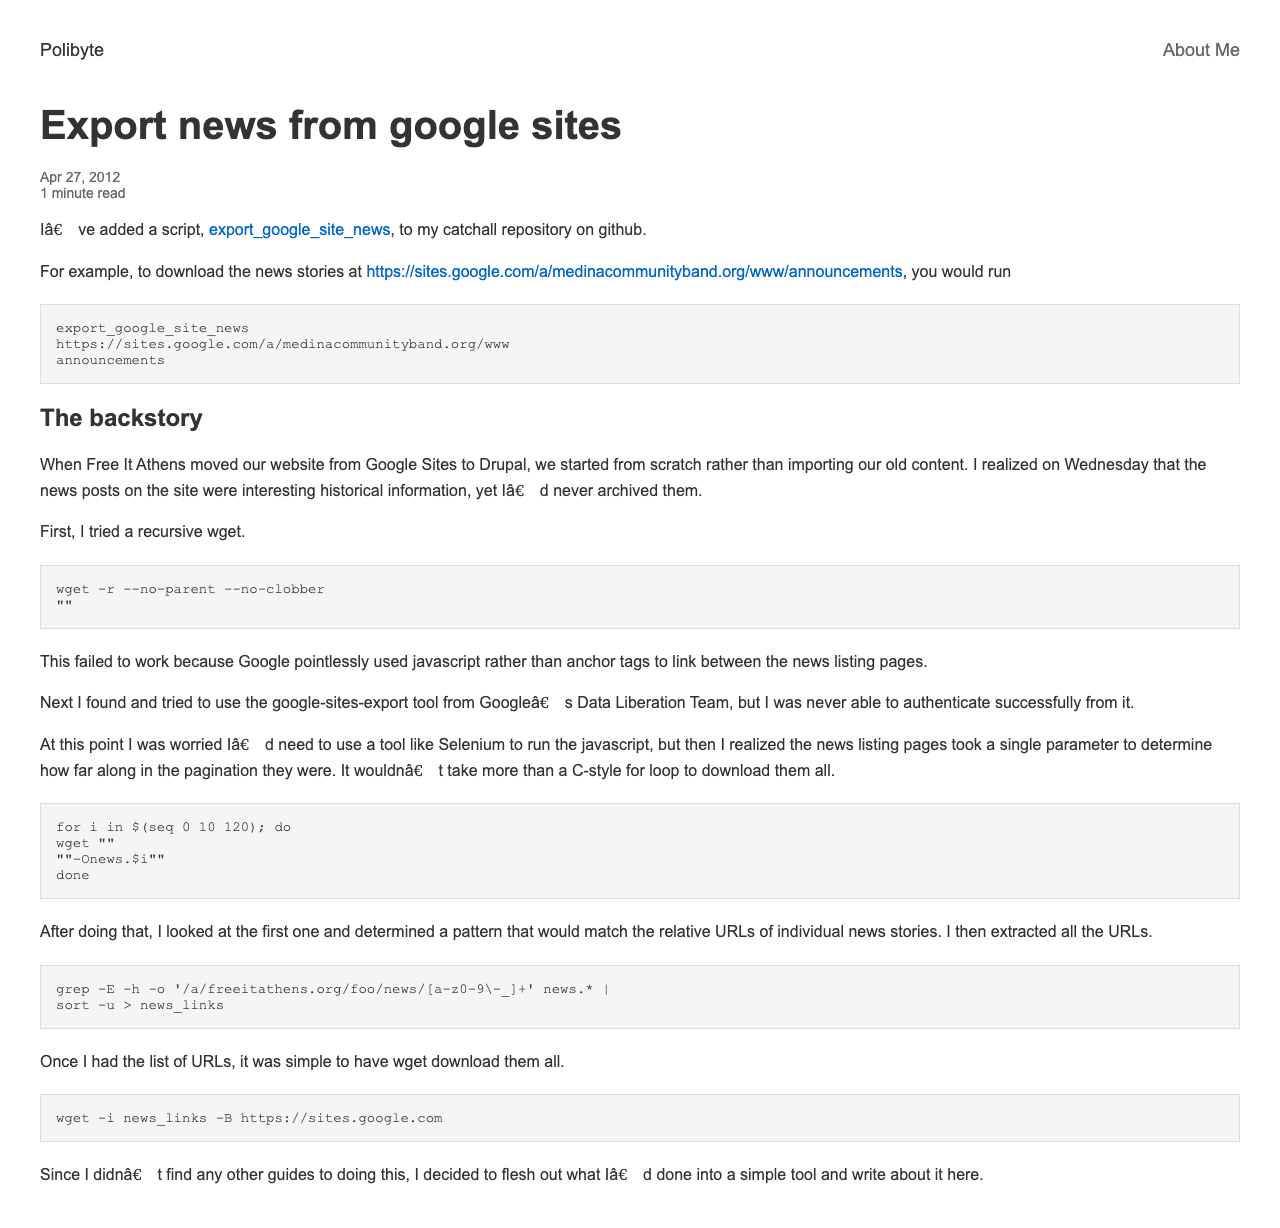 Polibyte
About Me
Export news from google sites
Apr 27, 2012
1 minute read
Iâ€ ve added a script, export_google_site_news, to my catchall repository on github.
For example, to download the news stories at https://sites.google.com/a/medinacommunityband.org/www/announcements, you would run
export_google_site_news
https://sites.google.com/a/medinacommunityband.org/www
announcements
The backstory
When Free It Athens moved our website from Google Sites to Drupal, we started from scratch rather than importing our old content. I realized on Wednesday that the
news posts on the site were interesting historical information, yet Iâ€ d never archived them.
First, I tried a recursive wget.
wget -r --no-parent --no-clobber
""
This failed to work because Google pointlessly used javascript rather than anchor tags to link between the news listing pages.
Next I found and tried to use the google-sites-export tool from Googleâ€ s Data Liberation Team, but I was never able to authenticate successfully from it.
At this point I was worried Iâ€ d need to use a tool like Selenium to run the javascript, but then I realized the news listing pages took a single parameter to determine
how far along in the pagination they were. It wouldnâ€ t take more than a C-style for loop to download them all.
for i in $(seq 0 10 120); do
wget ""
""-Onews.$i""
done
After doing that, I looked at the first one and determined a pattern that would match the relative URLs of individual news stories. I then extracted all the URLs.
grep -E -h -o '/a/freeitathens.org/foo/news/[a-z0-9\-_]+' news.* |
sort -u > news_links
Once I had the list of URLs, it was simple to have wget download them all.
wget -i news_links -B https://sites.google.com
Since I didnâ€ t find any other guides to doing this, I decided to flesh out what Iâ€ d done into a simple tool and write about it here.